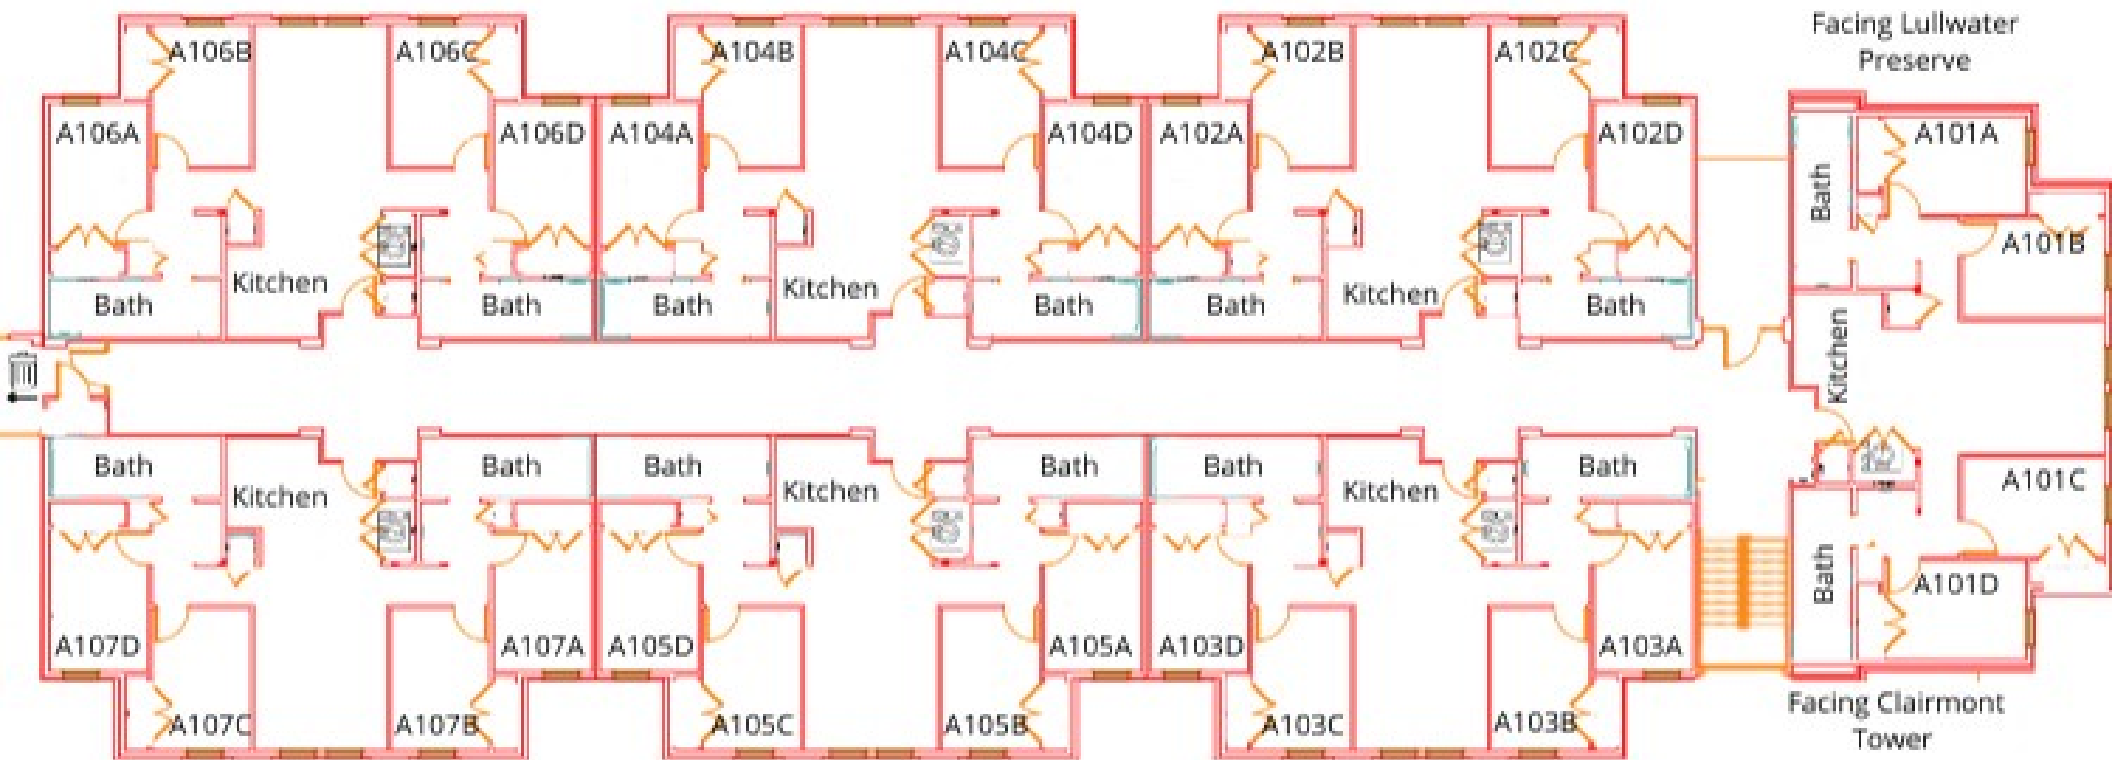 A106B
A106C
A104B
A104C
A102B
A102C
Facing Lullwater
Preserve
A106A
A106D
A104A
A104D
A102A
A102D
A101A
Bath
A101B
Kitchen
Kitchen
Kitchen
Bath
Bath
Bath
Bath
Bath
Bath
Kitchen
Bath
Bath
Bath
Bath
Bath
Bath
Kitchen
Kitchen
Kitchen
A101C
Bath
A101D
A107D
A107A
A105D
A105A
A103D
A103A
A107C
A107B
A105C
A105B
A103C
A103B
Facing Clairmont
Tower